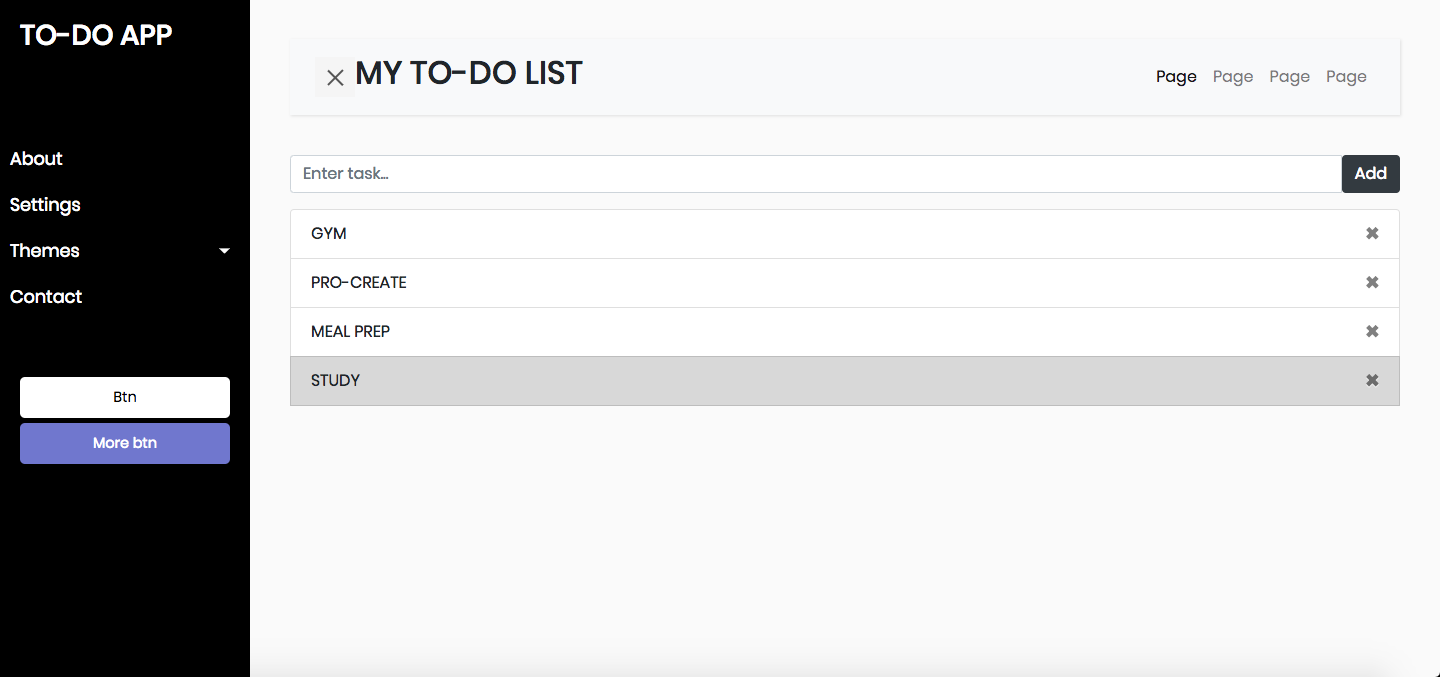 TO-DO APP
About
Settings
Themes
Contact
Btn
More btn
MY TO-DO LIST
Page Page Page Page
Enter task...
Add
GYM
PRO-CREATE
MEAL PREP
STUDY